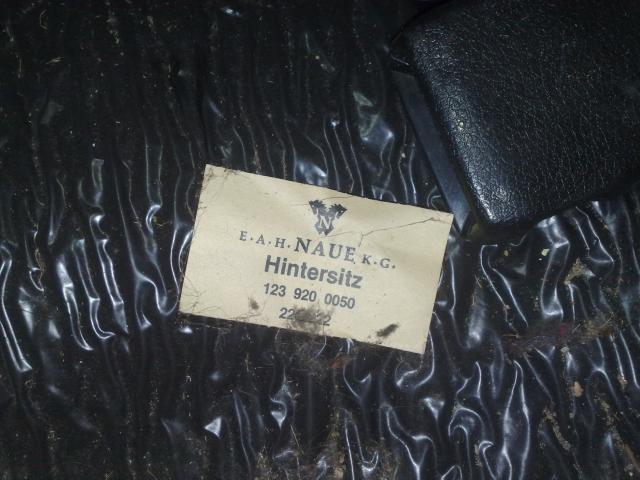 N
E·A·H·NAUE K.G.
Hintersitz
123 920 0050